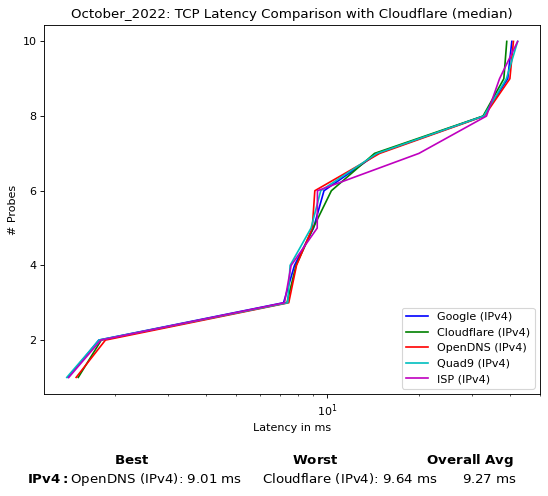 October_2022: TCP Latency Comparison with Cloudflare (median)
10
8
6
4
2
# Probes
Google (IPv4)
Cloudflare (IPv4)
OpenDNS (IPv4)
Quad9 (IPv4)
ISP (IPv4)
10¹
Latency in ms
Best Worst Overall Avg
IPv4: OpenDNS (IPv4): 9.01 ms Cloudflare (IPv4): 9.64 ms 9.27 ms